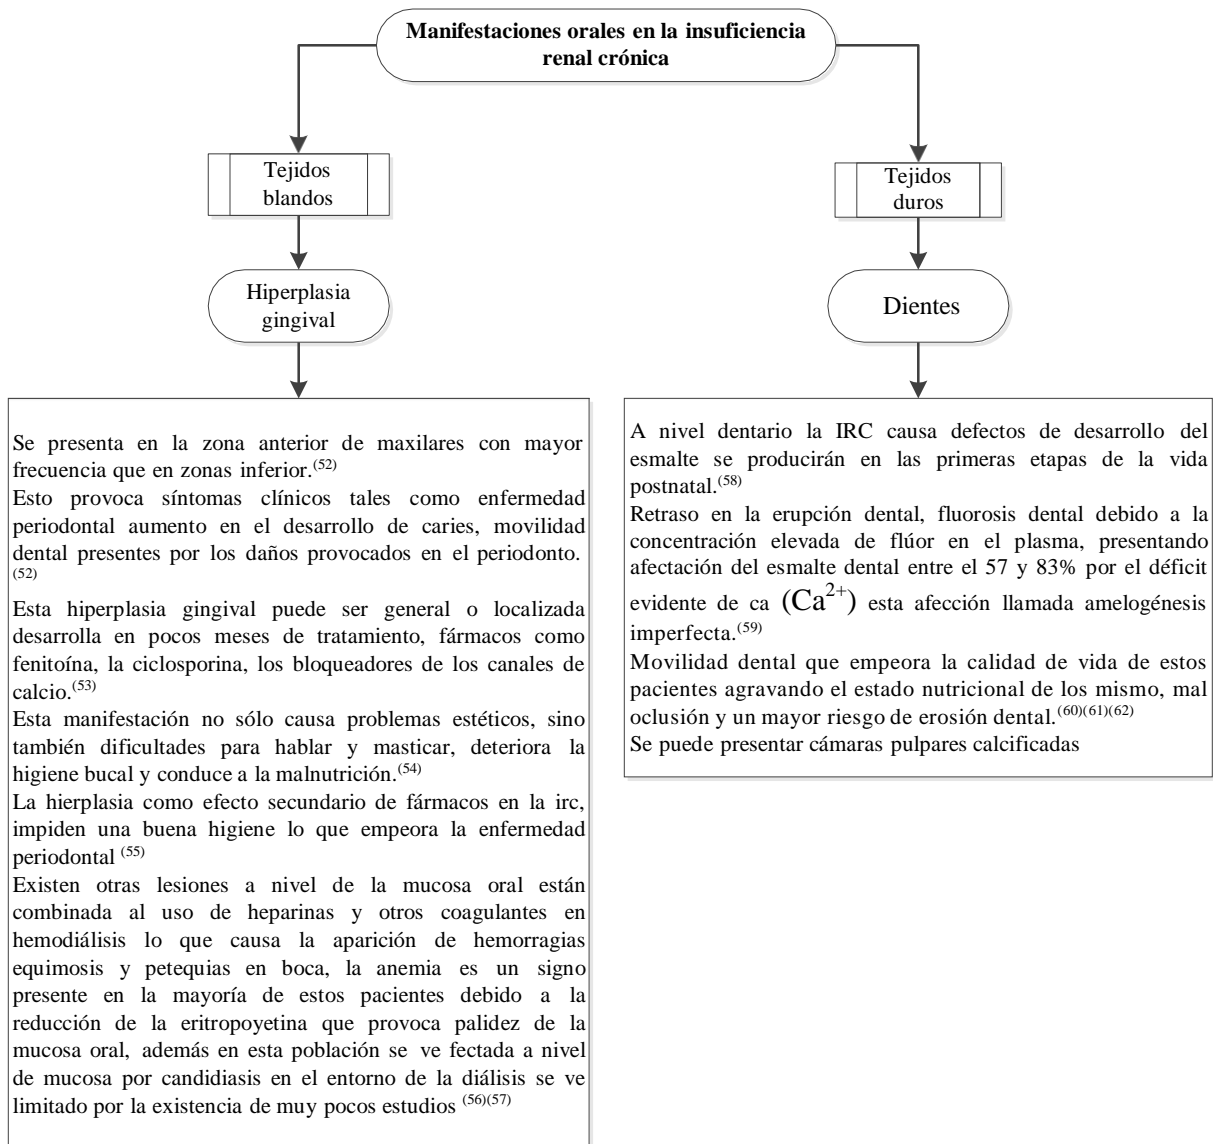 Manifestaciones orales en la insuficiencia
renal crónica
Tejidos
blandos
Hiperplasia
gingival
Se presenta en la zona anterior de maxilares con mayor
frecuencia que en zonas inferior.(52)
Esto provoca síntomas clínicos tales como enfermedad
periodontal aumento en el desarrollo de caries, movilidad
dental presentes por los daños provocados en el periodonto.
(52)
Esta hiperplasia gingival puede ser general o localizada
desarrolla en pocos meses de tratamiento, fármacos como
fenitoína, la ciclosporina, los bloqueadores de los canales de
calcio.(53)
Esta manifestación no sólo causa problemas estéticos, sino
también dificultades para hablar y masticar, deteriora la
higiene bucal y conduce a la malnutrición.(54)
La hierplasia como efecto secundario de fármacos en la irc,
impiden una buena higiene lo que empeora la enfermedad
periodontal (55)
Existen otras lesiones a nivel de la mucosa oral están
combinada al uso de heparinas y otros coagulantes en
hemodiálisis lo que causa la aparición de hemorragias
equimosis y petequias en boca, la anemia es un signo
presente en la mayoría de estos pacientes debido a la
reducción de la eritropoyetina que provoca palidez de la
mucosa oral, además en esta población se ve fectada a nivel
de mucosa por candidiasis en el entorno de la diálisis se ve
limitado por la existencia de muy pocos estudios (56)(57)
Tejidos
duros
Dientes
A nivel dentario la IRC causa defectos de desarrollo del
esmalte se producirán en las primeras etapas de la vida
postnatal.(58)
Retraso en la erupción dental, fluorosis dental debido a la
concentración elevada de flúor en el plasma, presentando
afectación del esmalte dental entre el 57 y 83% por el déficit
evidente de ca (Ca2+) esta afección llamada amelogénesis
imperfecta.(59)
Movilidad dental que empeora la calidad de vida de estos
pacientes agravando el estado nutricional de los mismo, mal
oclusión y un mayor riesgo de erosión dental.(60)(61)(62)
Se puede presentar cámaras pulpares calcificadas